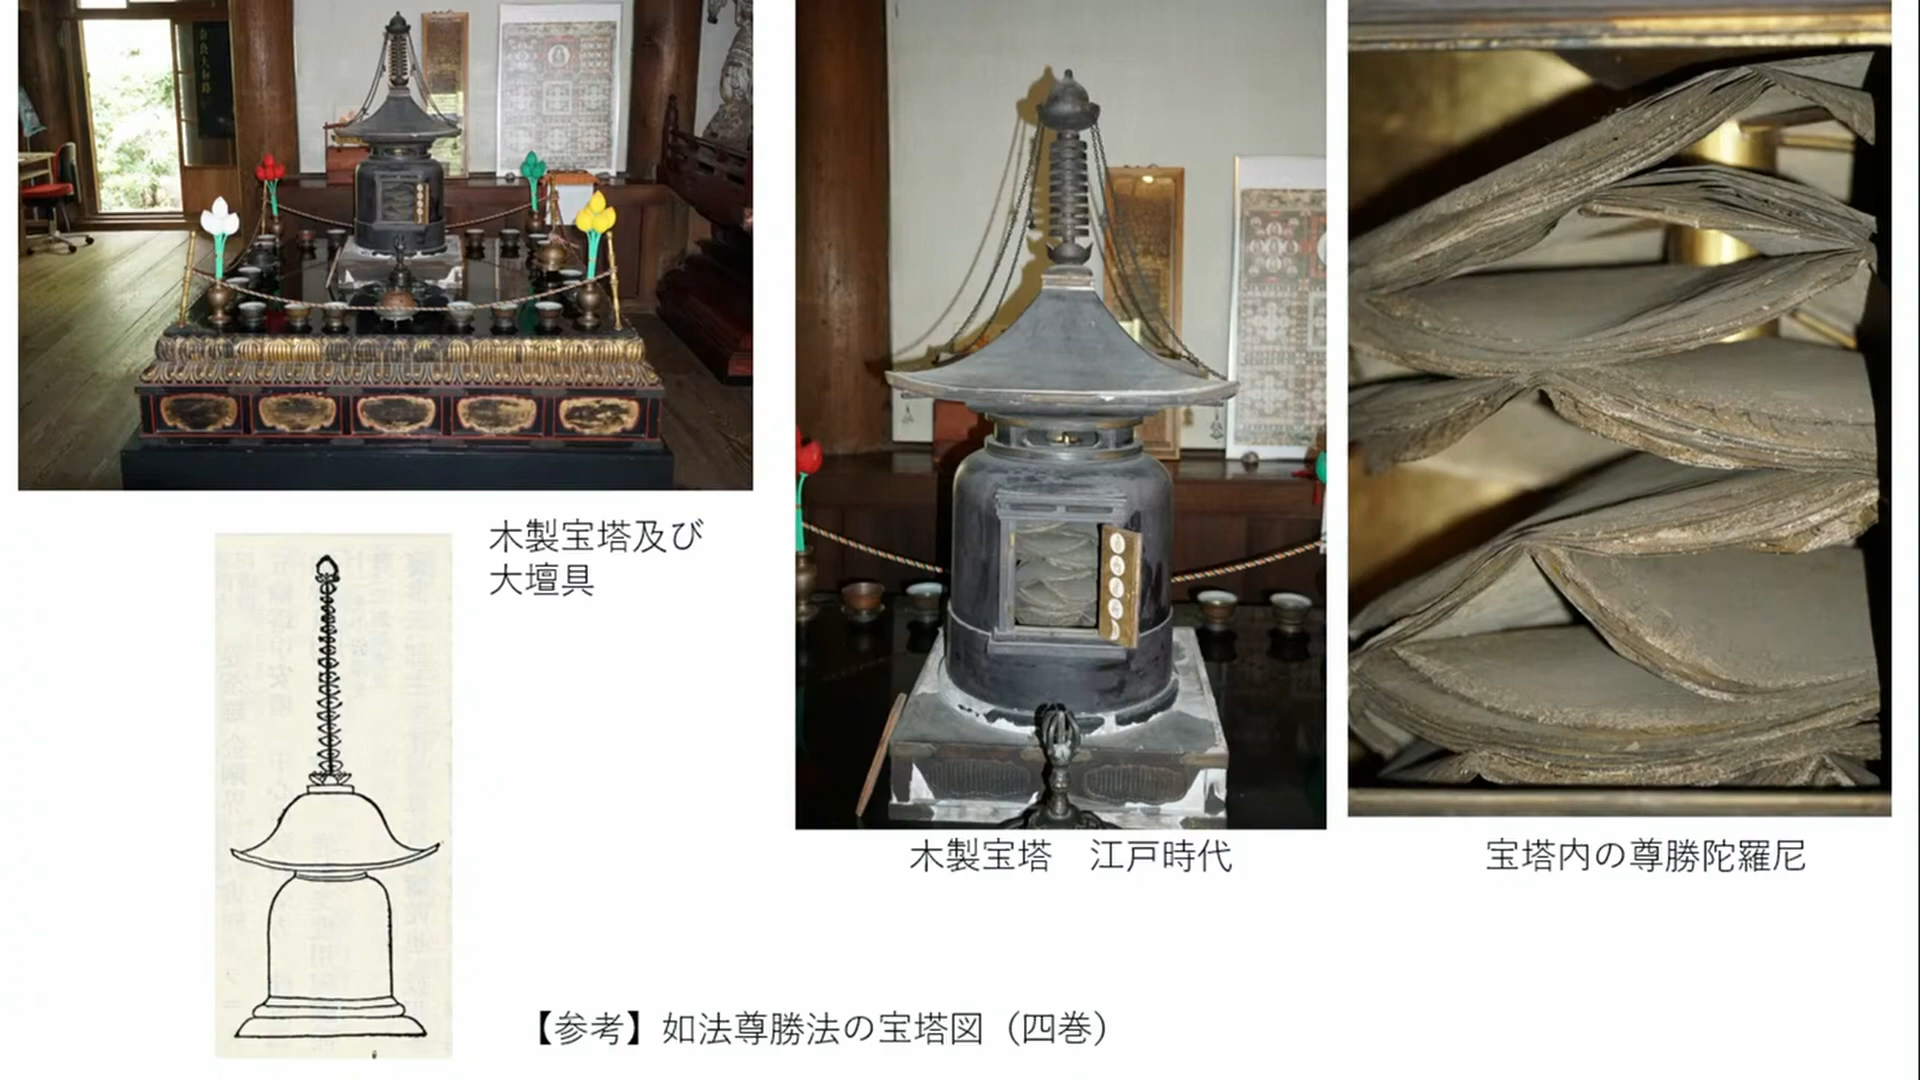 木製宝塔及び
大壇具
木製宝塔　江戸時代
宝塔内の尊勝陀羅尼
【参考】如法尊勝法の宝塔図（四巻）